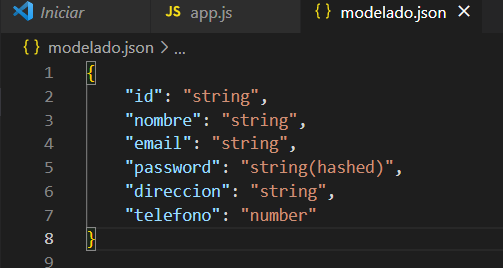 Iniciar JS app.js {} modelado.json ×
{} modelado.json > ...
1 {
2 "id": "string",
3 "nombre": "string",
4 "email": "string",
5 "password": "string(hashed)",
6 "direccion": "string",
7 "telefono": "number"
8 }
9